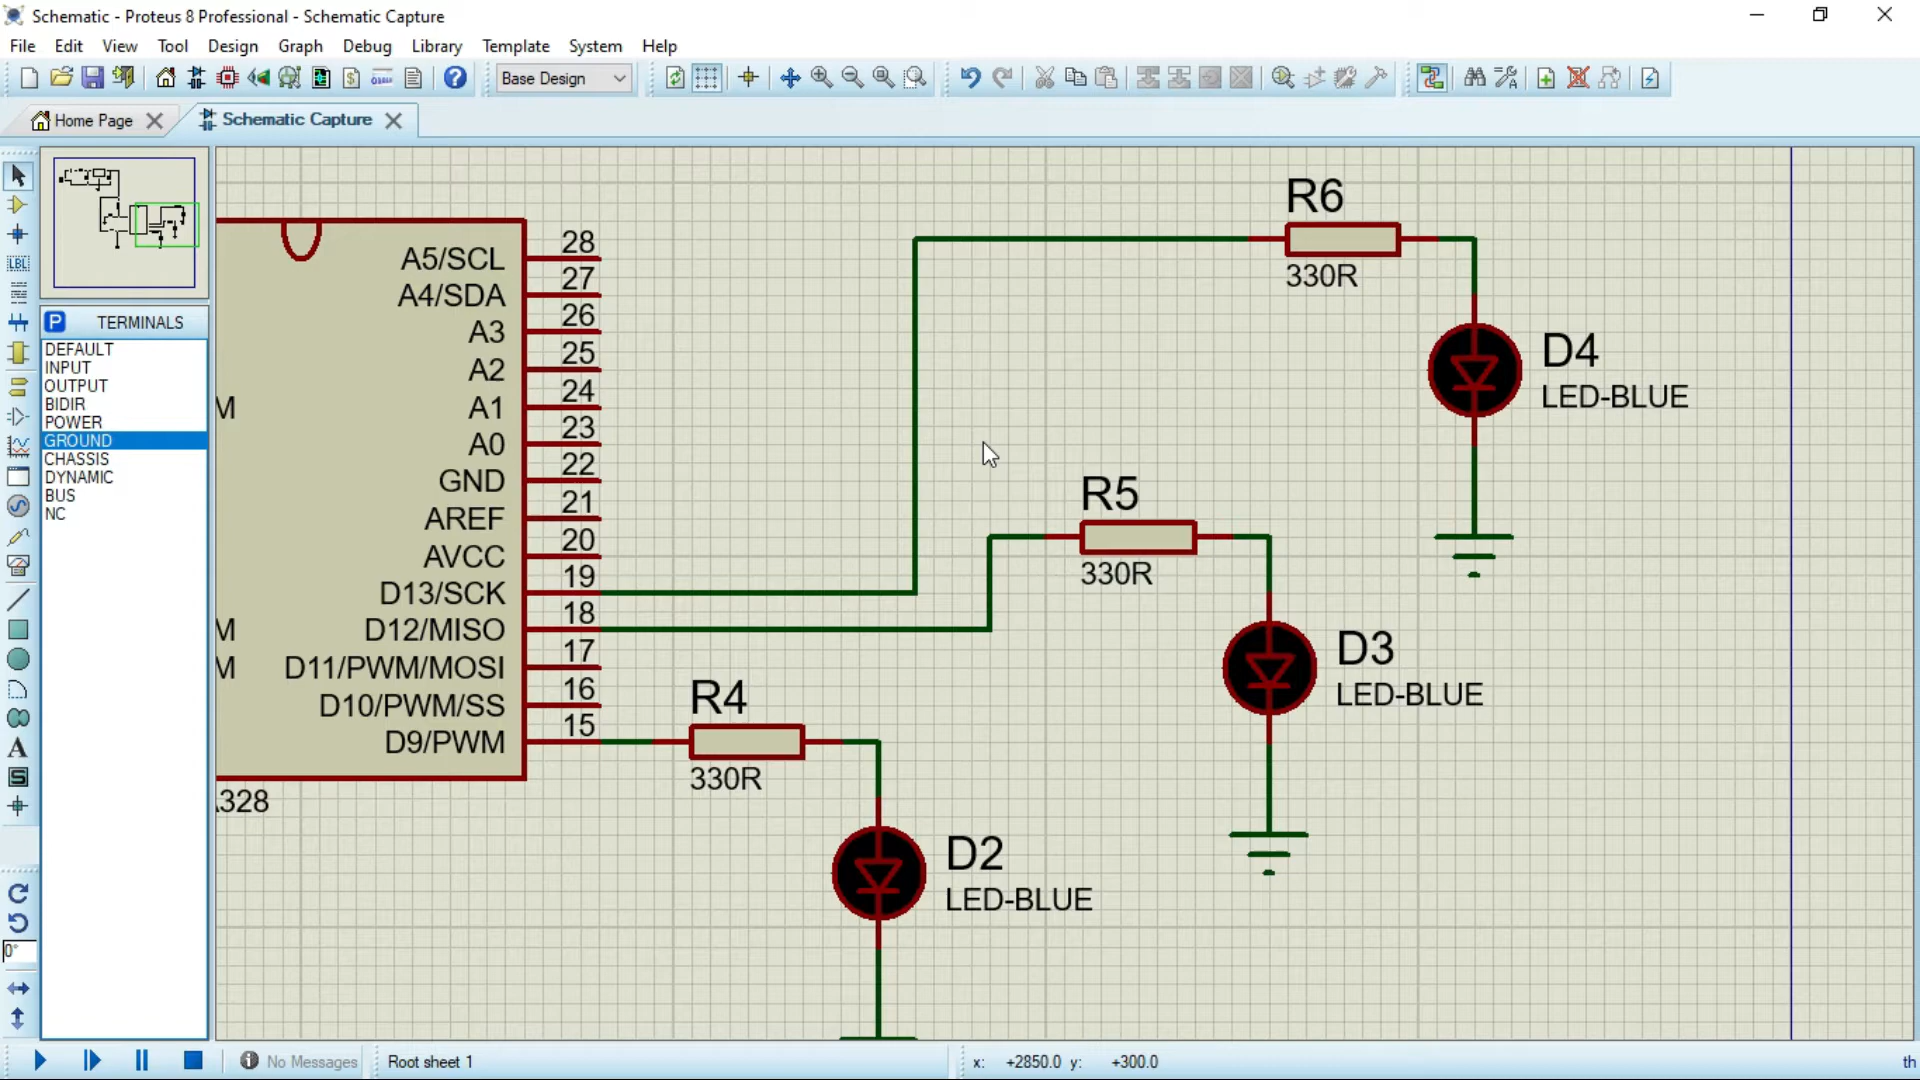 Schematic - Proteus 8 Professional - Schematic Capture
File Edit View Tool Design Graph Debug Library Template System Help
Base Design
Home Page Schematic Capture
LBL
P TERMINALS
DEFAULT
INPUT
OUTPUT
BIDIR
POWER
GROUND
CHASSIS
DYNAMIC
BUS
NC
A
S
0°
A5/SCL 28
A4/SDA 27
A3 26
A2 25
A1 24
A0 23
GND 22
AREF 21
AVCC 20
D13/SCK 19
D12/MISO 18
D11/PWM/MOSI 17
D10/PWM/SS 16
D9/PWM 15
M
M
M
328
R6
330R
D4
LED-BLUE
R5
330R
D3
LED-BLUE
R4
330R
D2
LED-BLUE
No Messages Root sheet 1 x: +2850.0 y: +300.0 th